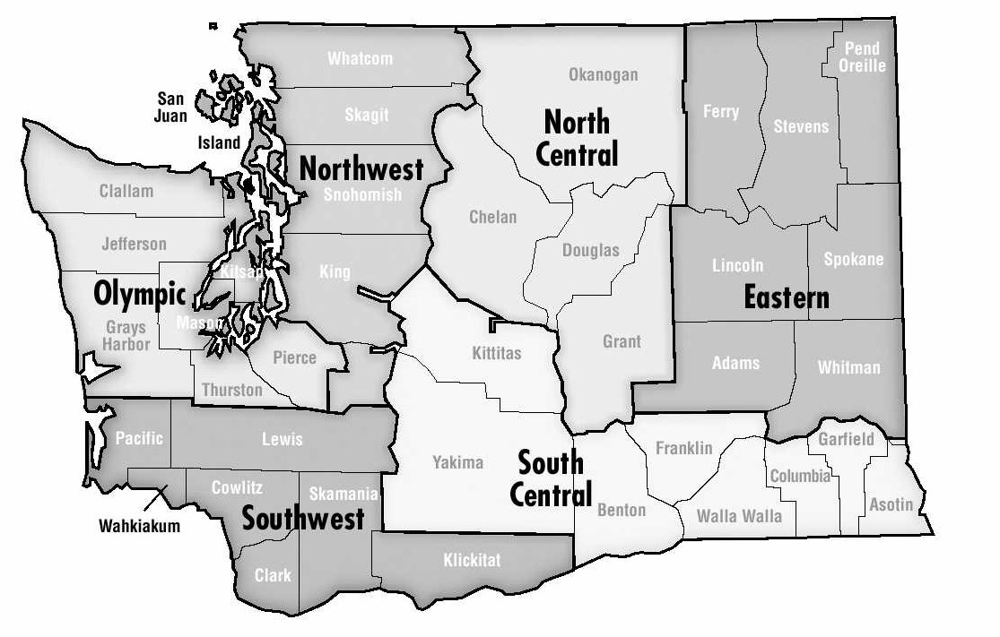 Whatcom
Okanogan
Pend
Oreille
San
Juan
Skagit
Ferry
Stevens
North
Central
Island
Northwest
Snohomish
Clallam
Chelan
Jefferson
Douglas
Kitsap
King
Lincoln
Spokane
Olympic
Eastern
Grays
Harbor
Mason
Kittitas
Grant
Pierce
Adams
Whitman
Thurston
Pacific
Lewis
Yakima
South
Central
Franklin
Garfield
Columbia
Cowlitz
Skamania
Southwest
Benton
Walla Walla
Asotin
Wahkiakum
Clark
Klickitat